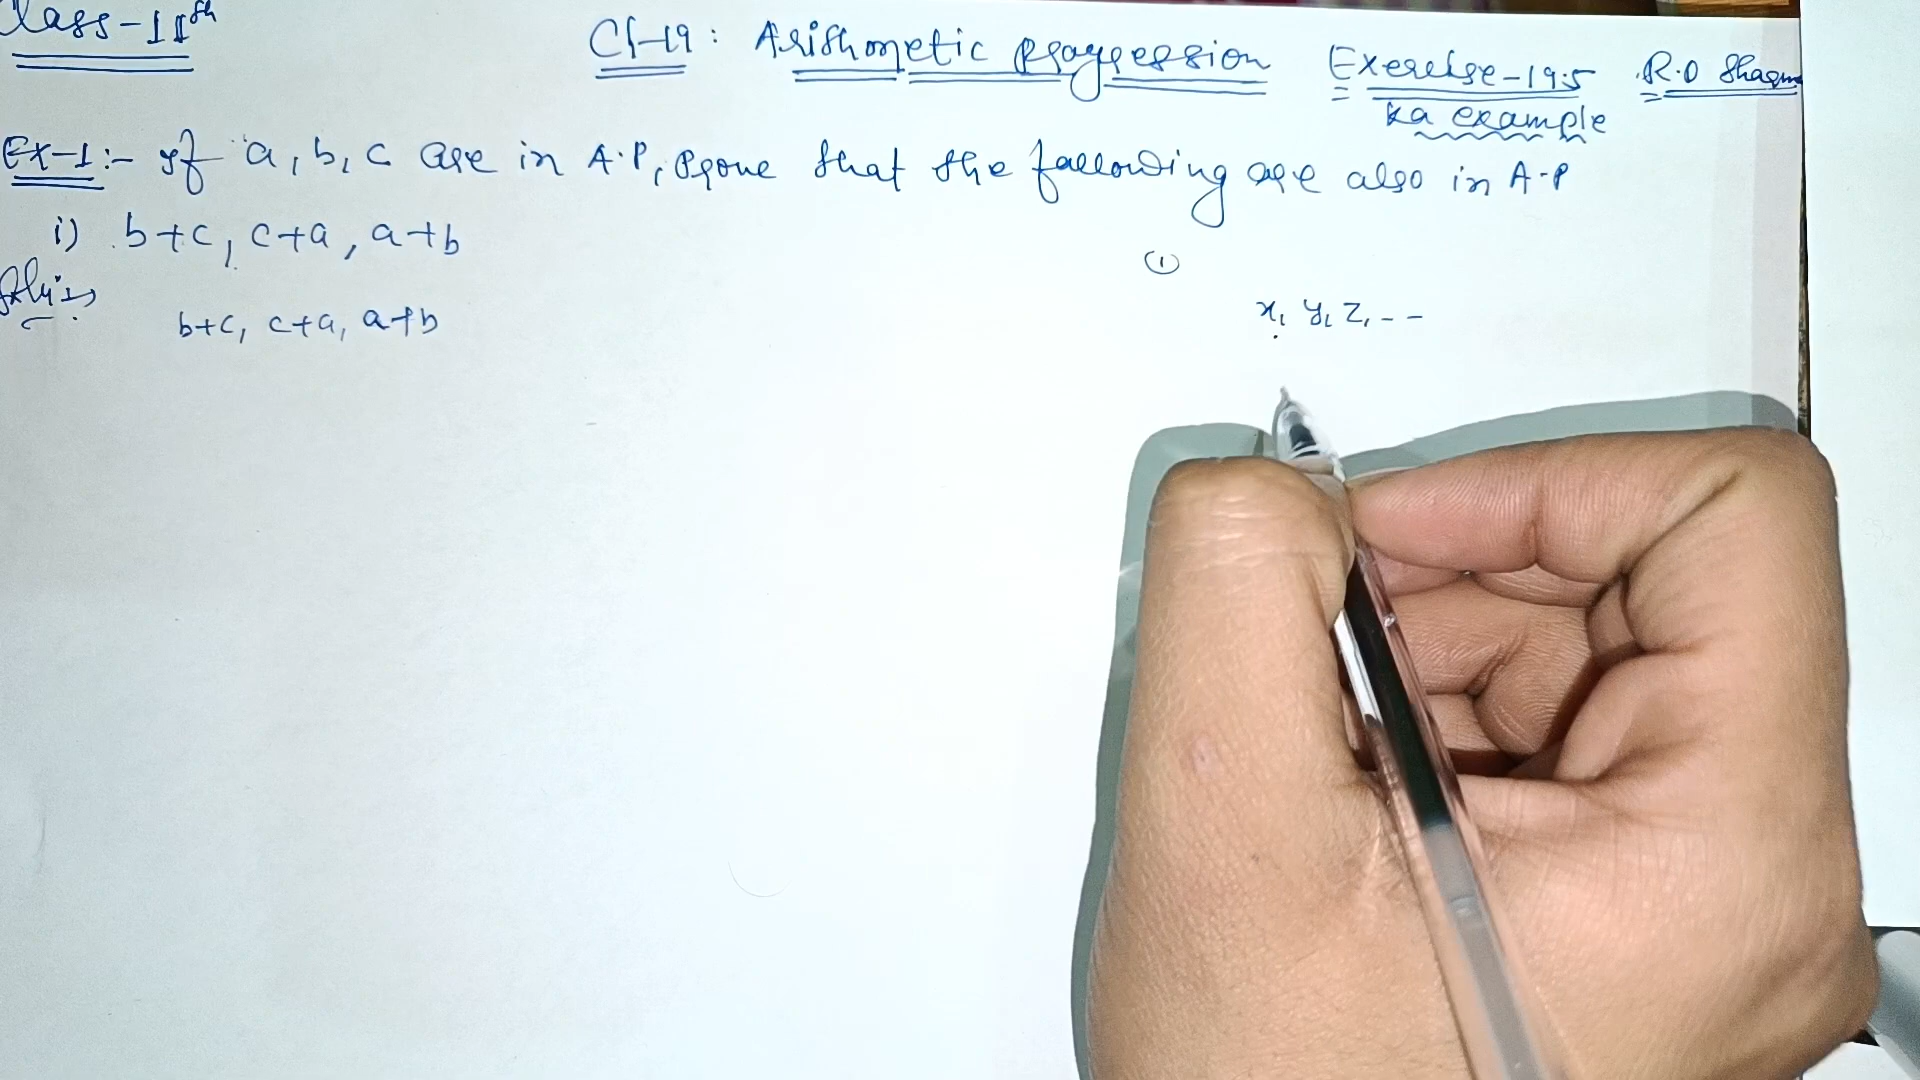 Class-11th
Ch-19: Arithmetic progression Exercise-19.5 R.D Sharma
ka example
Ex-1:- If a, b, c are in A.P, prove that the following are also in A-P
i) b+c, c+a, a+b
①
x, y, z, - -
b+c, c+a, a+b